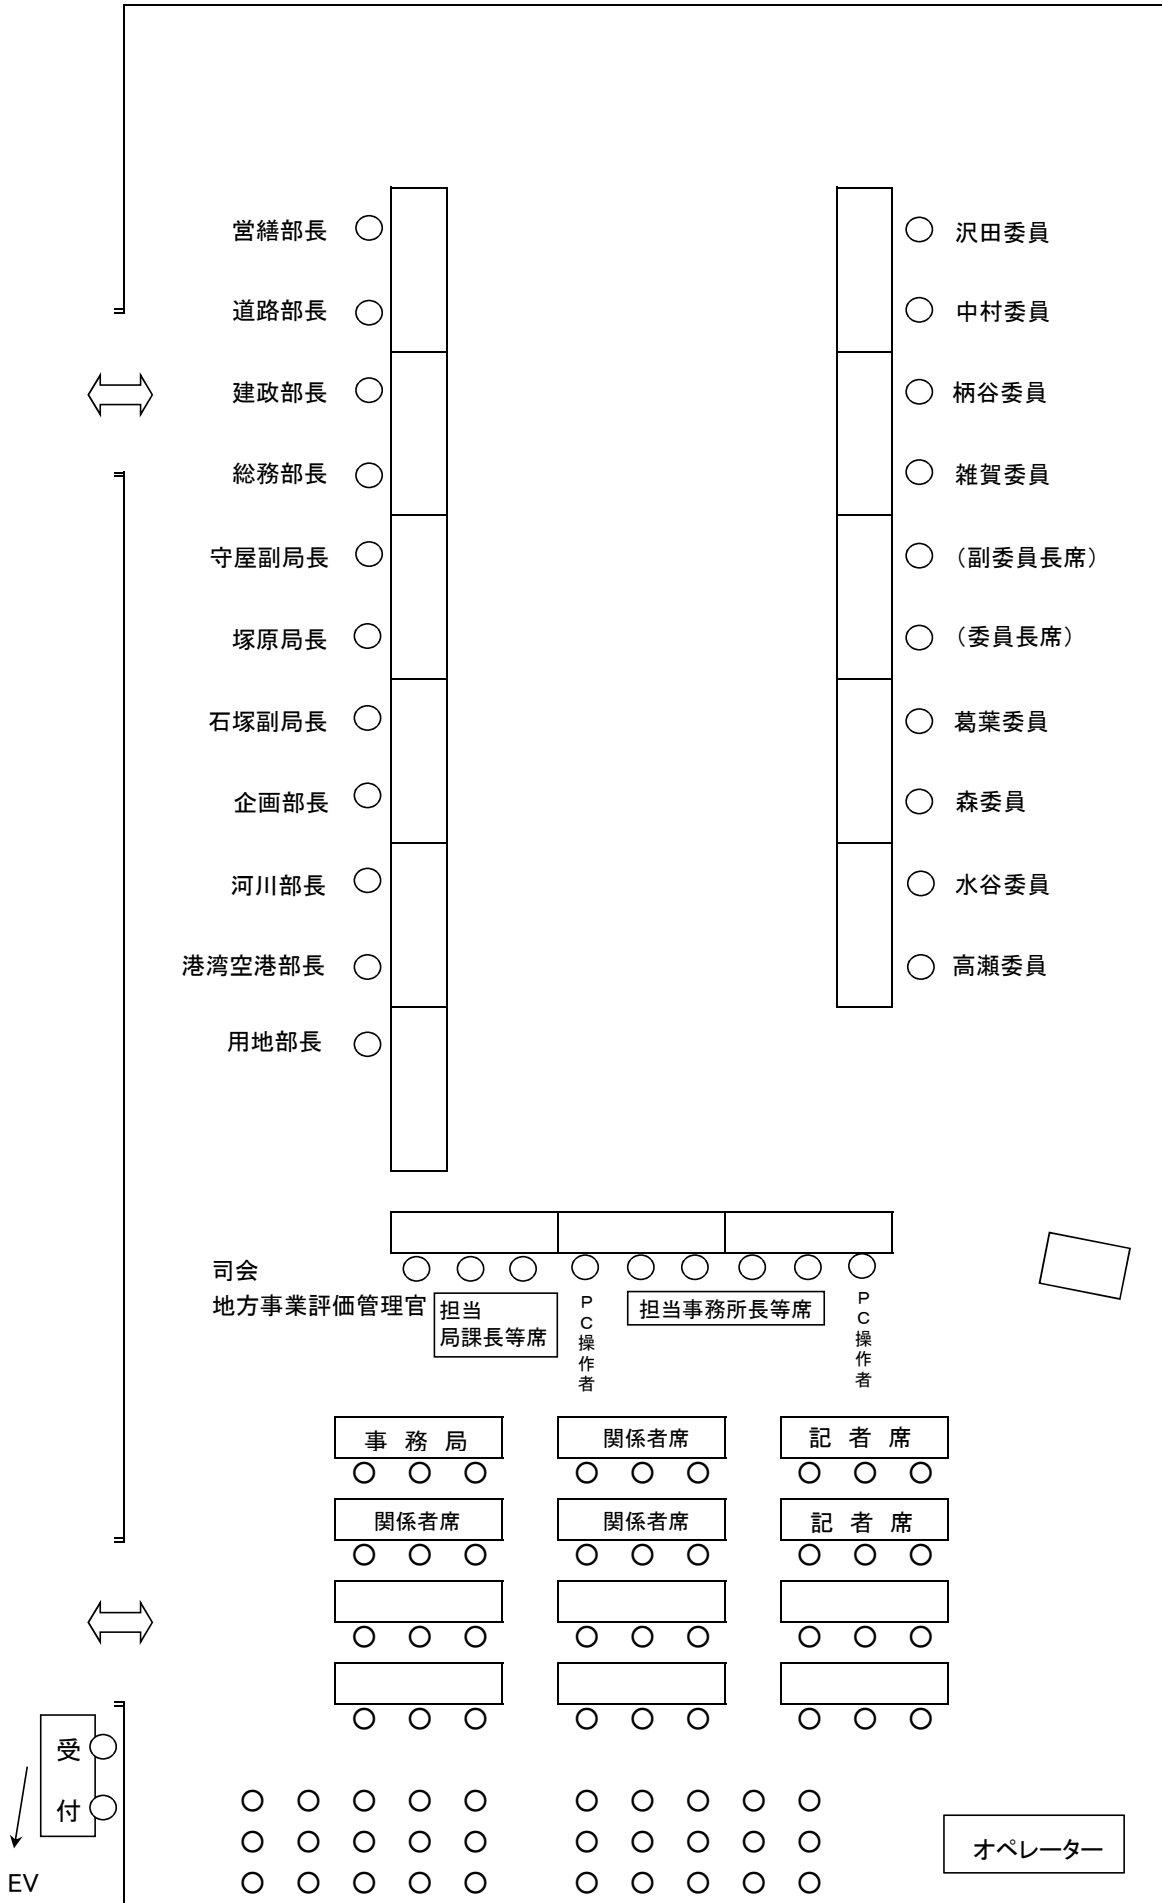 営繕部長
沢田委員
道路部長
中村委員
建政部長
柄谷委員
総務部長
雑賀委員
守屋副局長
（副委員長席）
塚原局長
（委員長席）
石塚副局長
葛葉委員
企画部長
森委員
河川部長
水谷委員
港湾空港部長
高瀬委員
用地部長
司会
地方事業評価管理官
担当
局課長等席
PC操作者
担当事務所長等席
PC操作者
事 務 局
関係者席
記 者 席
関係者席
関係者席
記 者 席
受付
EV
オペレーター